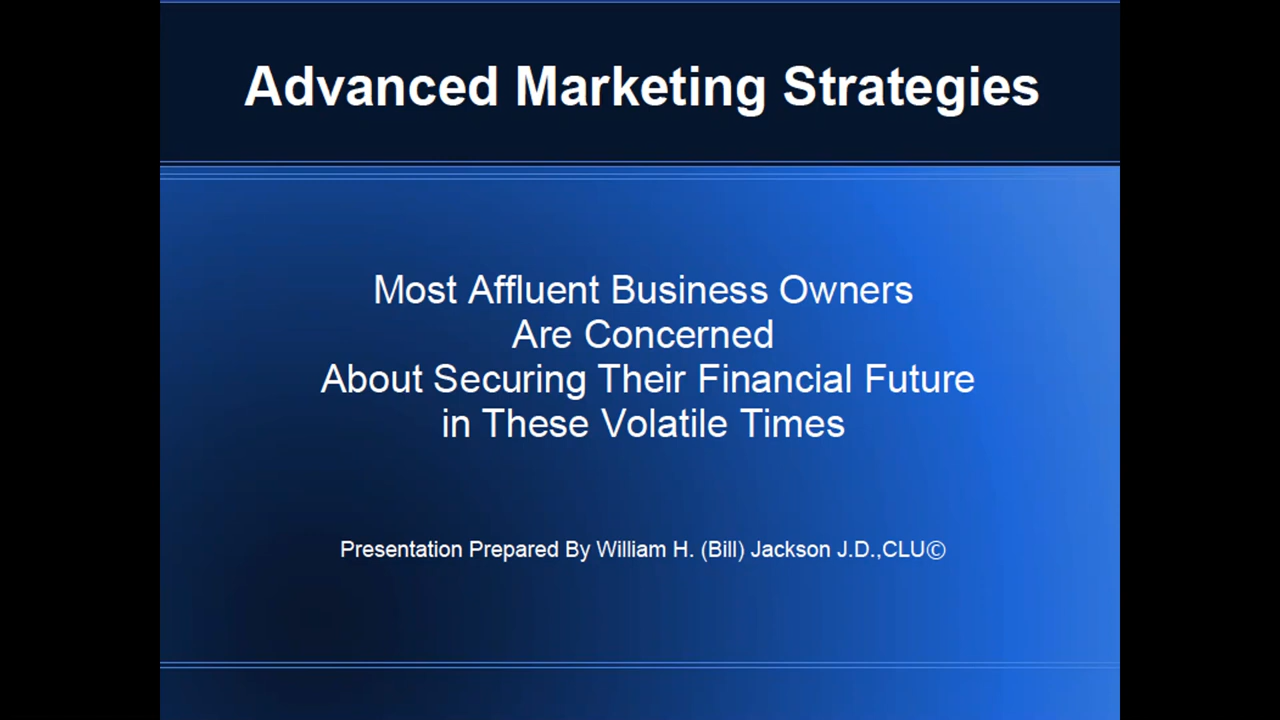 Advanced Marketing Strategies
Most Affluent Business Owners
Are Concerned
About Securing Their Financial Future
in These Volatile Times
Presentation Prepared By William H. (Bill) Jackson J.D.,CLU©